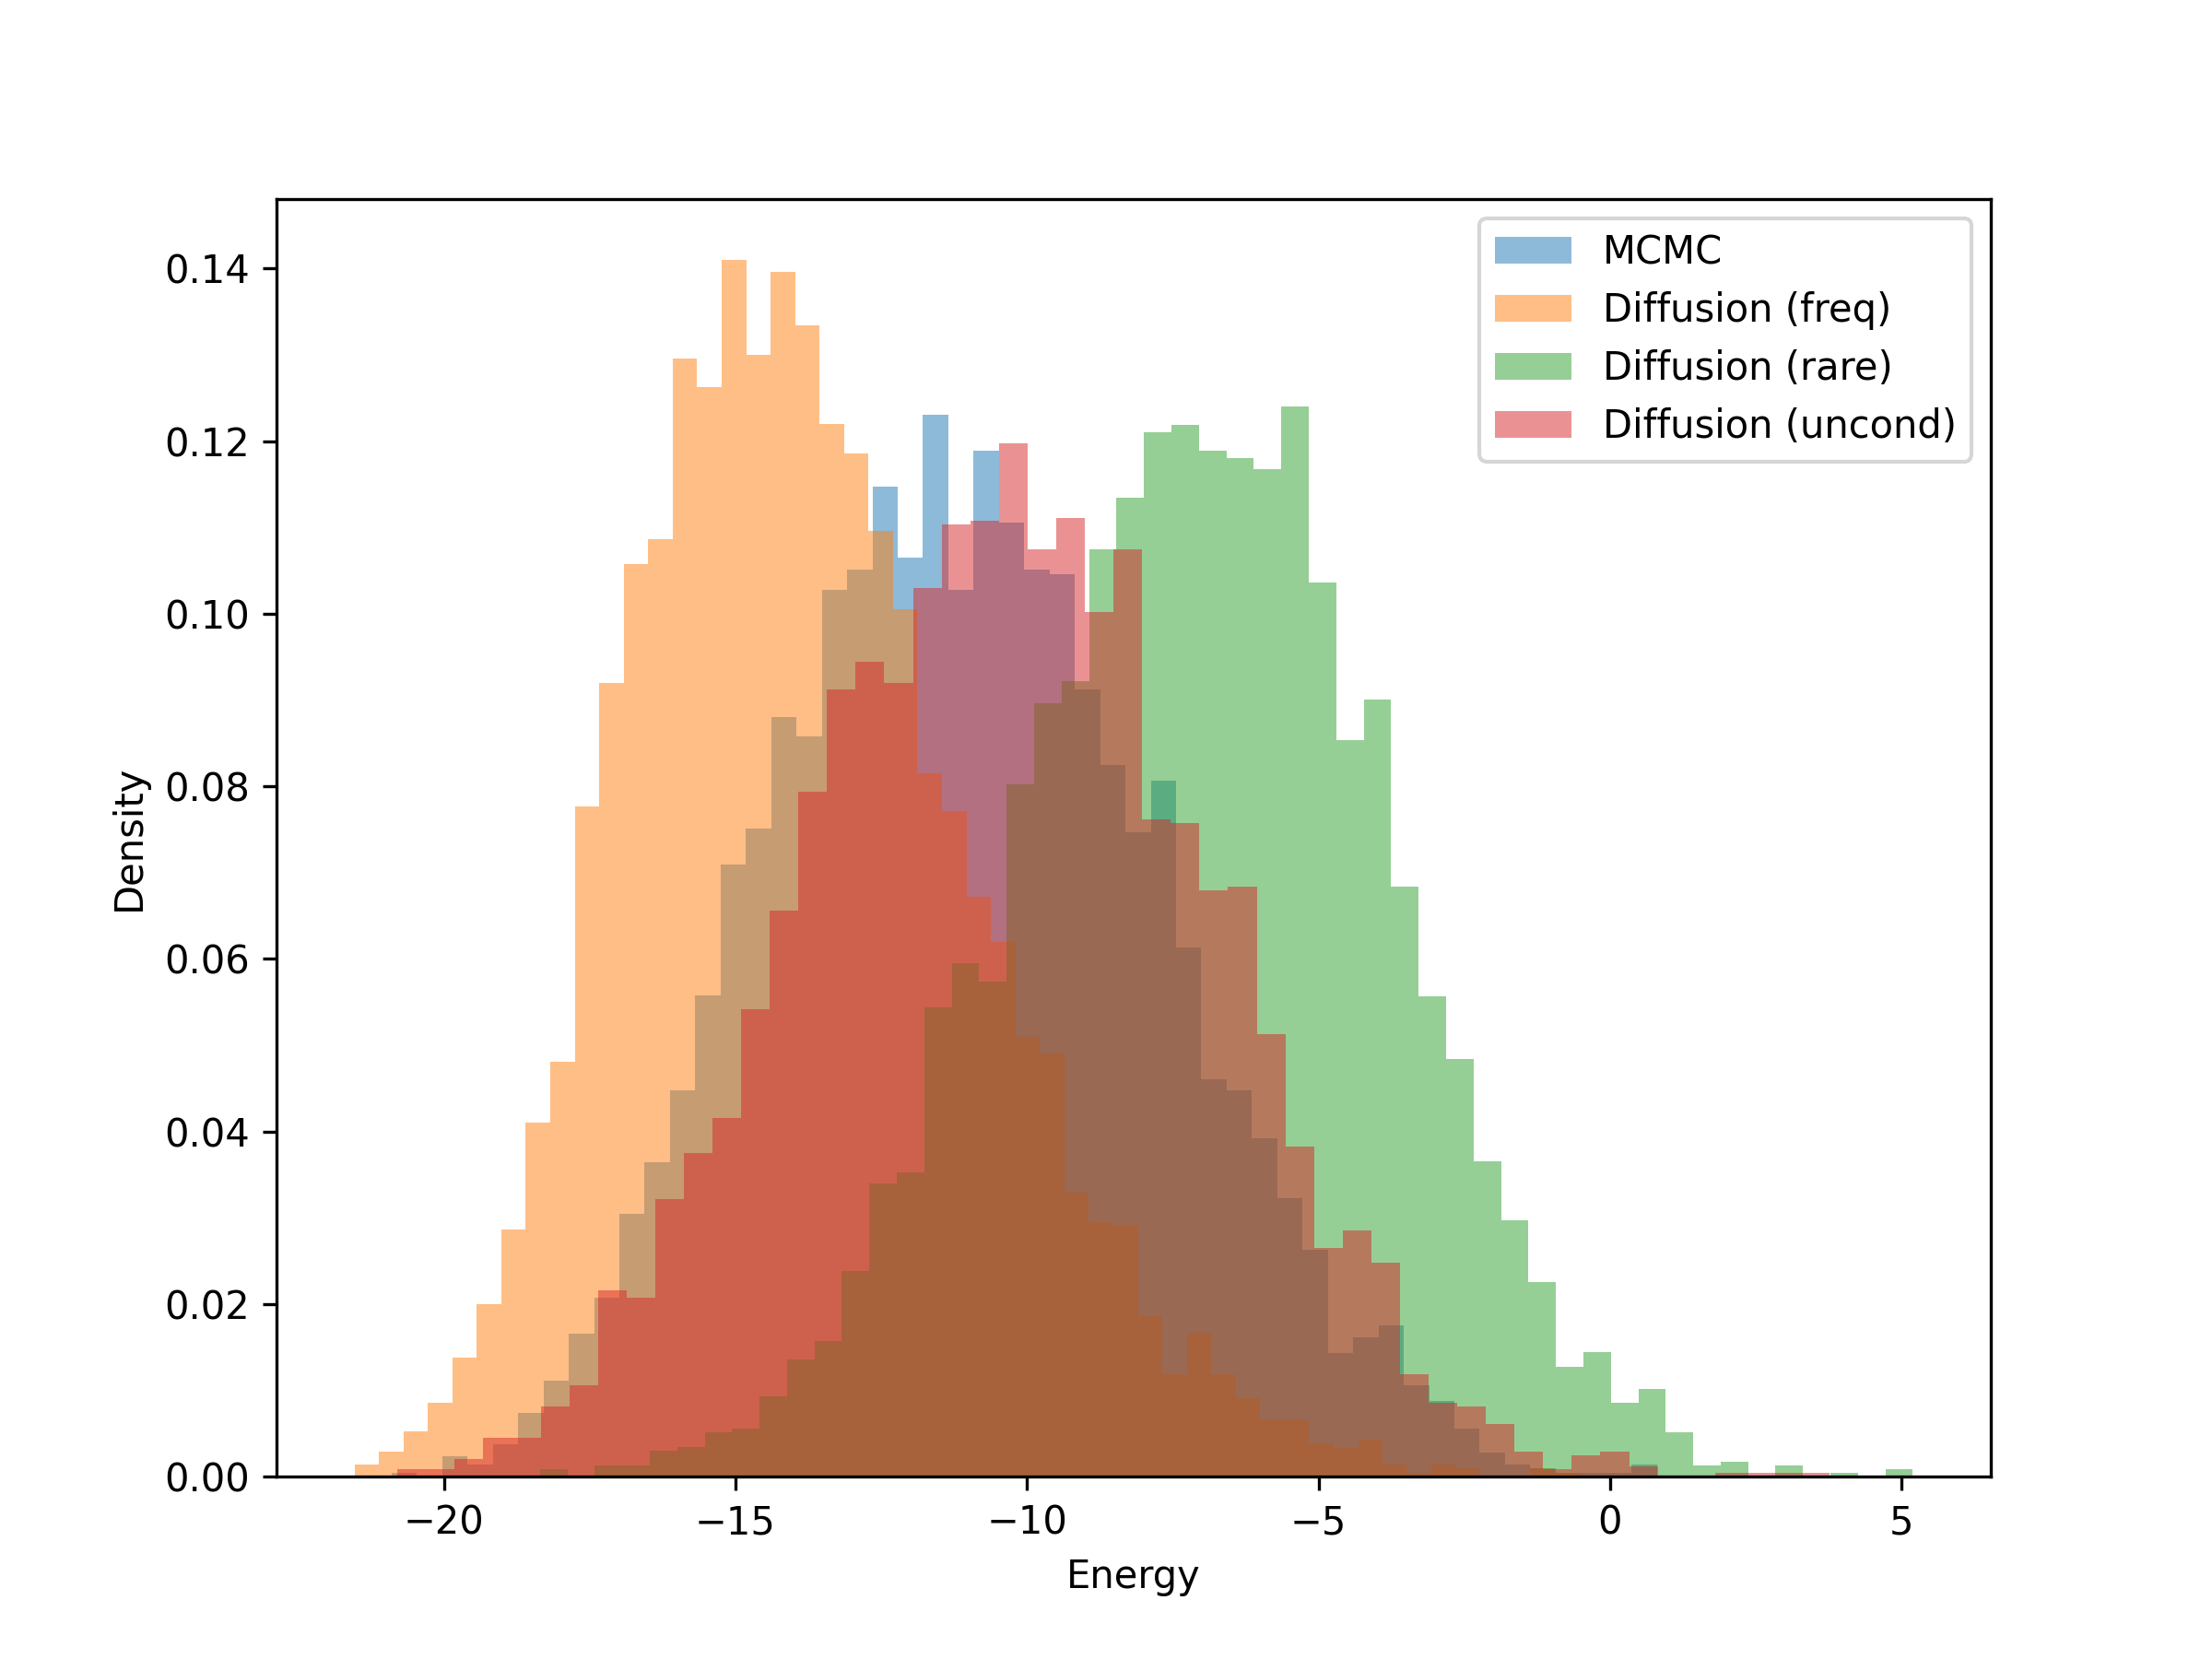 MCMC
Diffusion (freq)
Diffusion (rare)
Diffusion (uncond)
0.14
0.12
0.10
0.08
0.06
0.04
0.02
0.00
Density
−20 −15 −10 −5 0 5
Energy